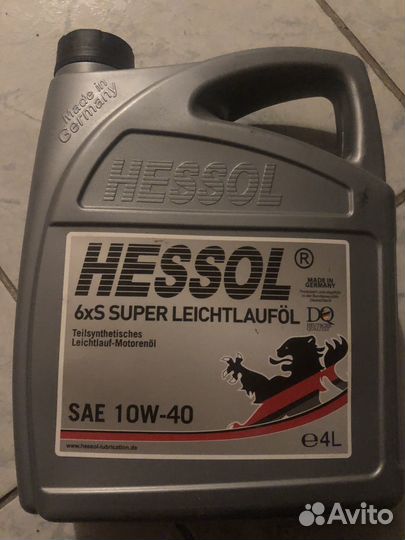 Made in
Germany
HESSOL
HESSOL®
MADE IN
GERMANY
6xS SUPER LEICHTLAUFÖL
Teilsynthetisches
Leichtlauf-Motorenöl
SAE 10W-40
www.hessol-lubrication.de
℮4L
Avito